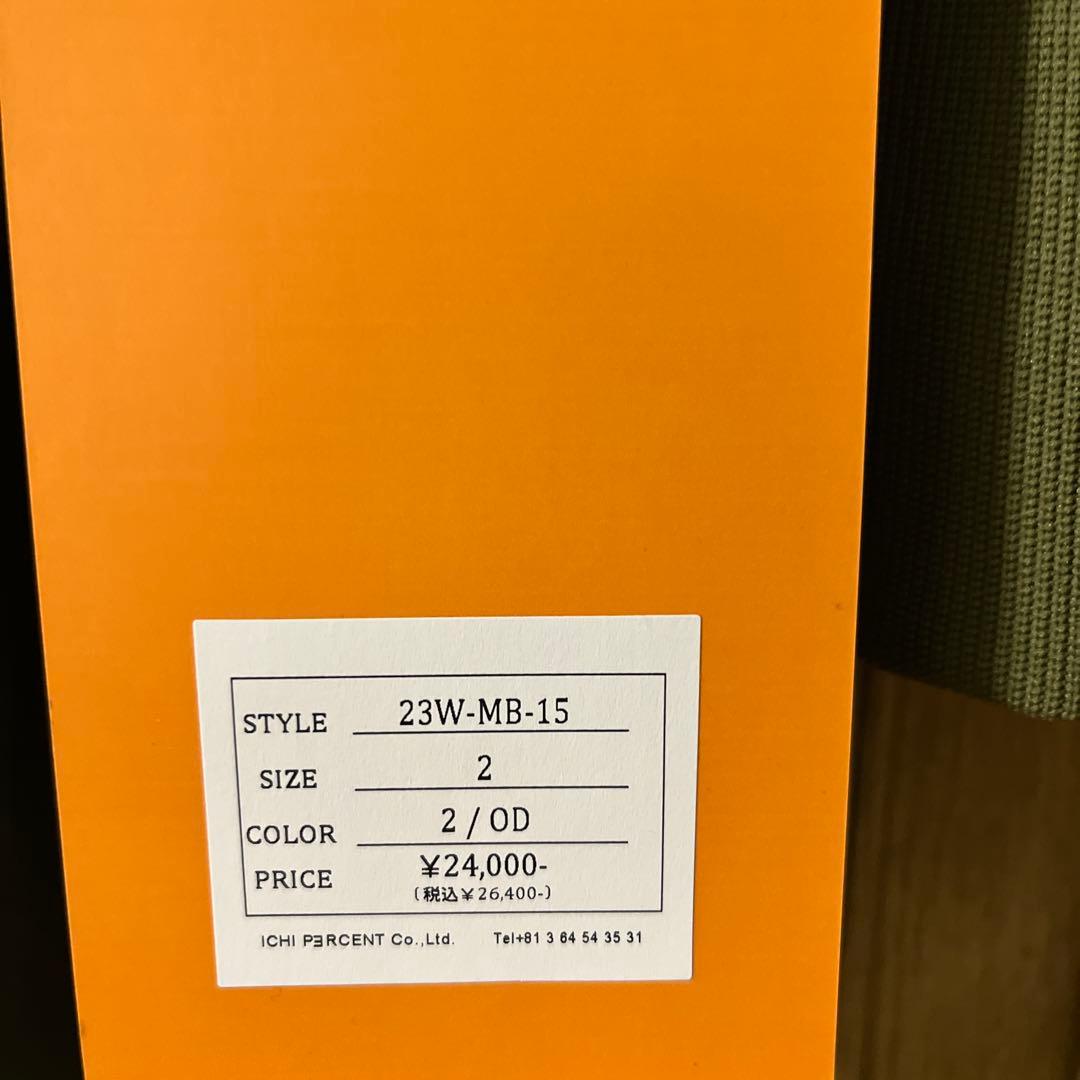 STYLE 23W-MB-15
SIZE 2
COLOR 2 / OD
PRICE ¥24,000-
(税込¥26,400-)
ICHI PƎRCENT Co.,Ltd. Tel+81 3 64 54 35 31